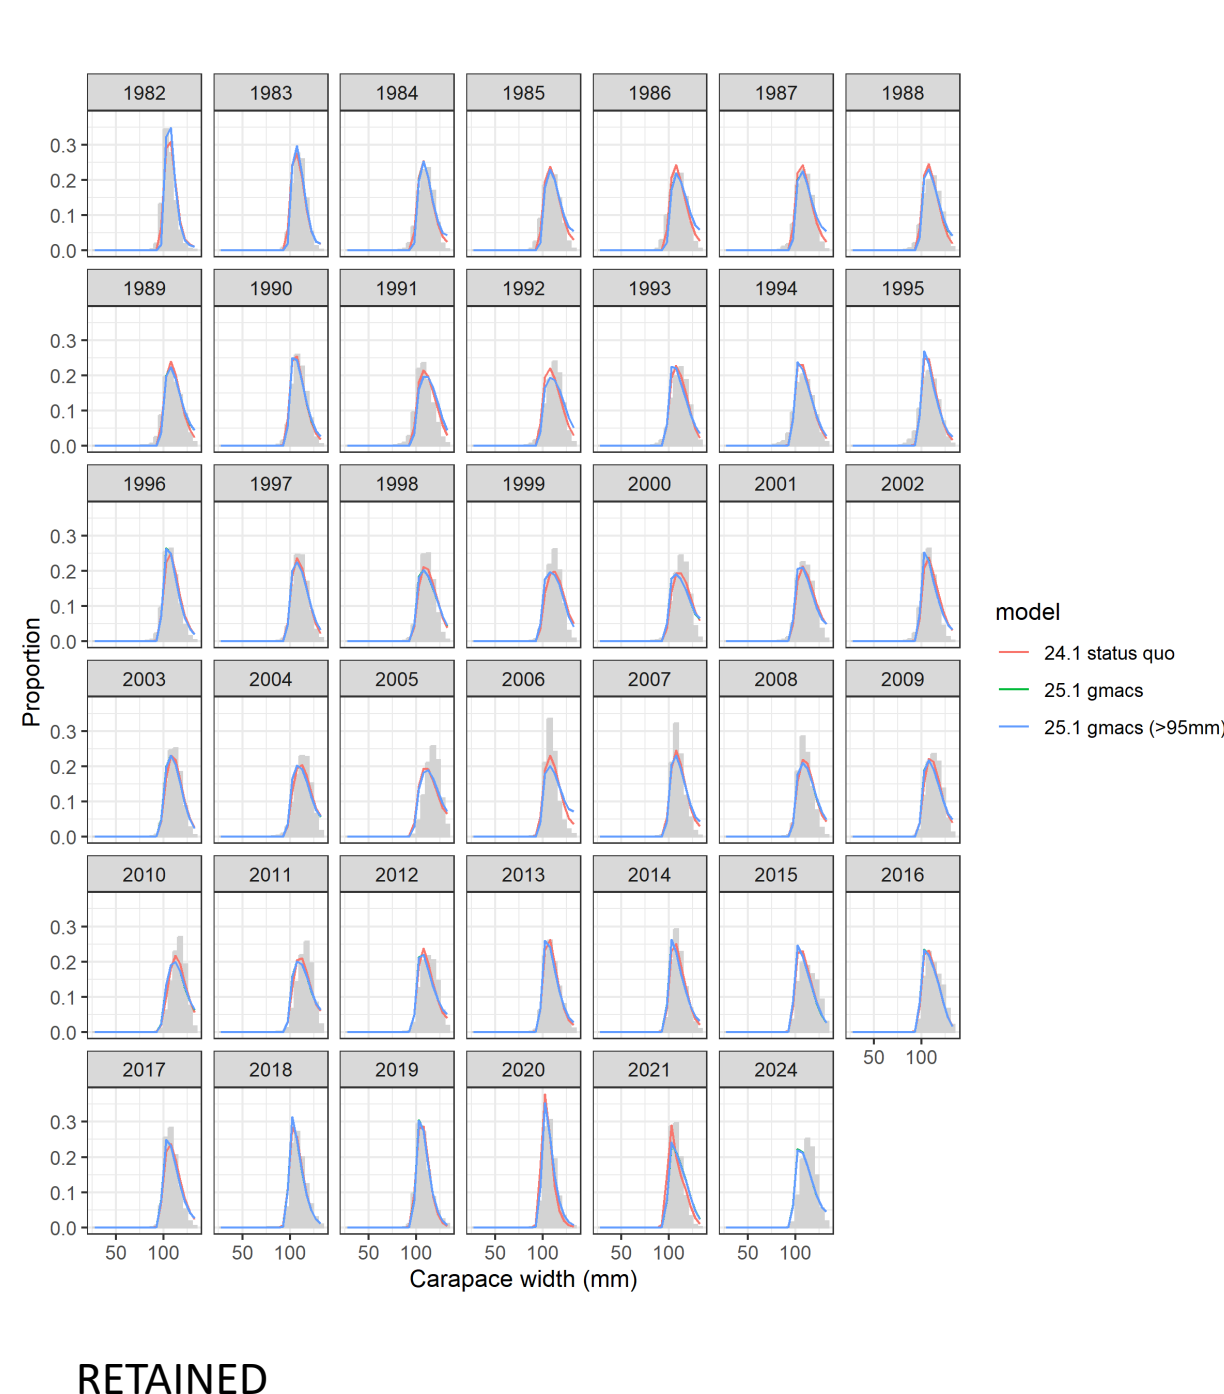 1982 1983 1984 1985 1986 1987 1988
0.3
0.2
0.1
0.0
1989 1990 1991 1992 1993 1994 1995
0.3
0.2
0.1
0.0
1996 1997 1998 1999 2000 2001 2002
0.3
0.2
0.1
0.0
2003 2004 2005 2006 2007 2008 2009
0.3
0.2
0.1
0.0
2010 2011 2012 2013 2014 2015 2016
0.3
0.2
0.1
0.0
50 100
2017 2018 2019 2020 2021 2024
0.3
0.2
0.1
0.0
50 100 50 100 50 100 50 100 50 100 50 100
Carapace width (mm)
Proportion
model
24.1 status quo
25.1 gmacs
25.1 gmacs (>95mm)
RETAINED